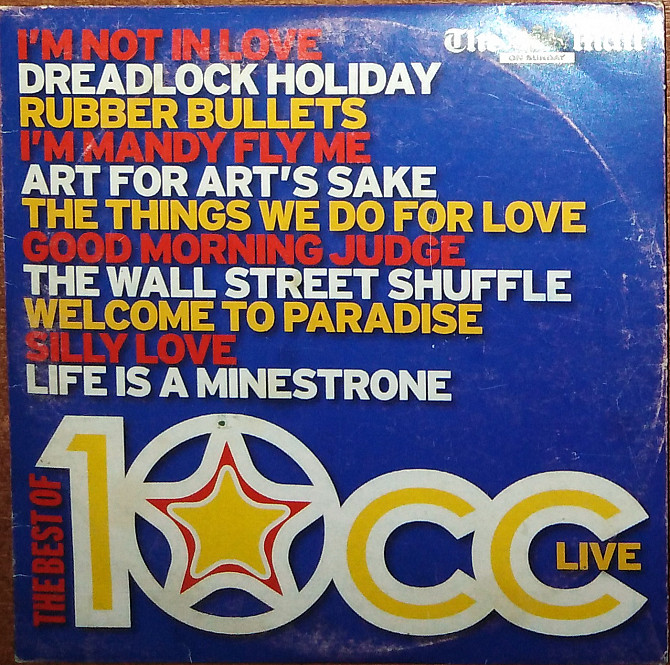 I'M NOT IN LOVE
DREADLOCK HOLIDAY
RUBBER BULLETS
I'M MANDY FLY ME
ART FOR ART'S SAKE
THE THINGS WE DO FOR LOVE
GOOD MORNING JUDGE
THE WALL STREET SHUFFLE
WELCOME TO PARADISE
SILLY LOVE
LIFE IS A MINESTRONE
The Mail
ON SUNDAY
THE BEST OF
10CC
LIVE